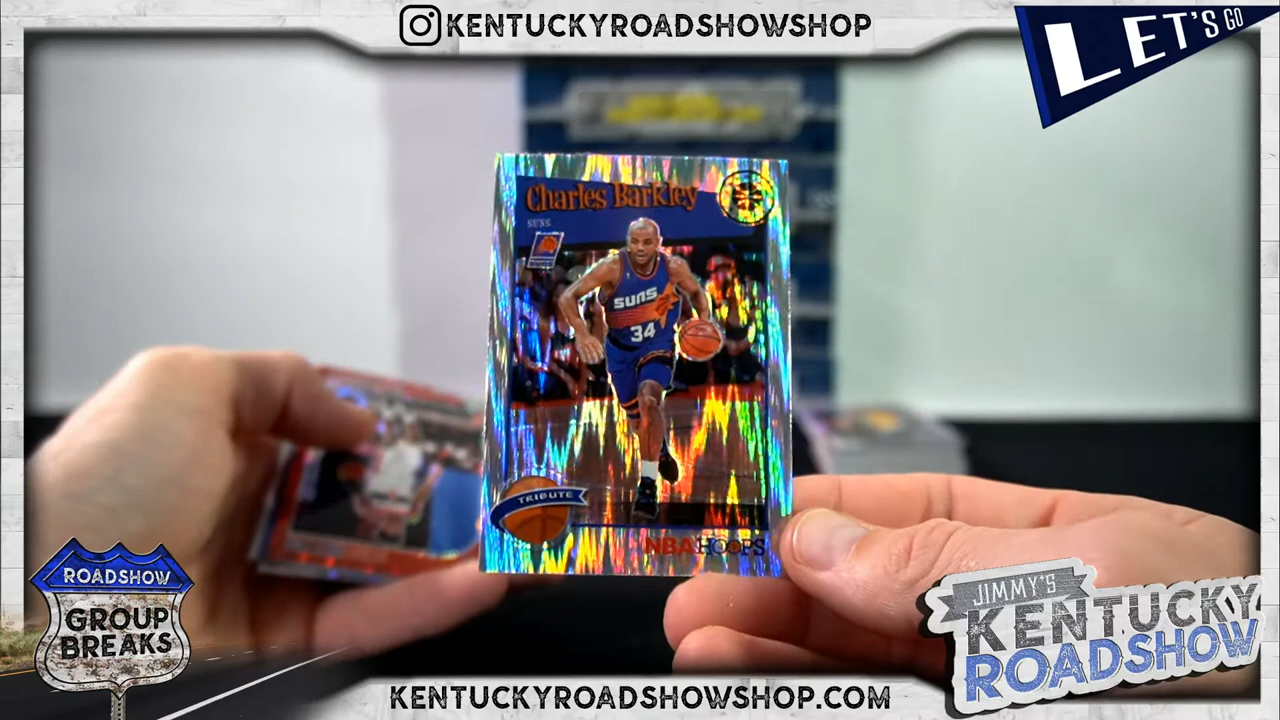 KENTUCKYROADSHOWSHOP
LET'S GO
Charles Barkley
SUNS
SUNS
34
TRIBUTE
NBA HOOPS
ROADSHOW
GROUP
BREAKS
JIMMY'S
KENTUCKY
ROADSHOW
KENTUCKYROADSHOWSHOP.COM